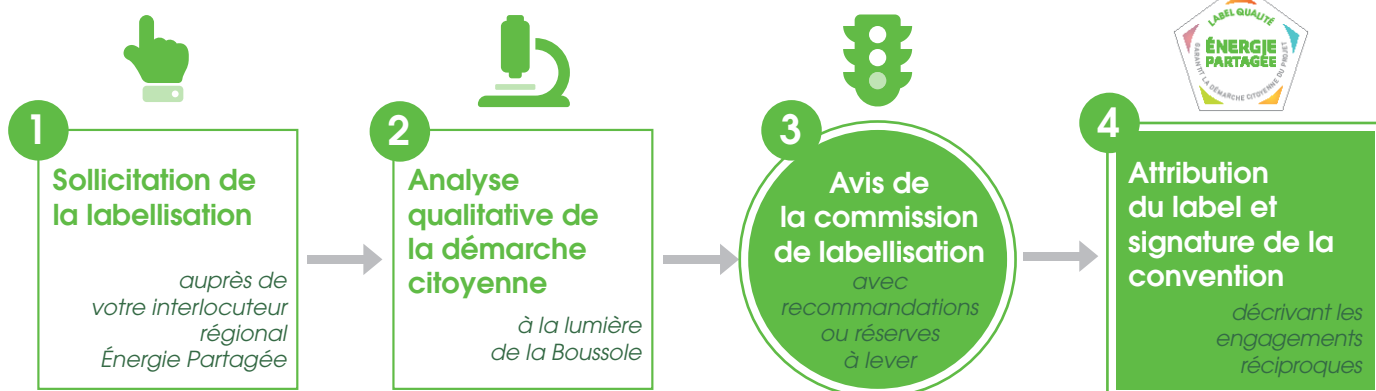 LABEL QUALITÉ
ÉNERGIE
PARTAGÉE
GARANTIT LA DÉMARCHE CITOYENNE DU PROJET
1
Sollicitation de
la labellisation
auprès de
votre interlocuteur
régional
Énergie Partagée
2
Analyse
qualitative de
la démarche
citoyenne
à la lumière
de la Boussole
3
Avis de
la commission
de labellisation
avec
recommandations
ou réserves
à lever
4
Attribution
du label et
signature de la
convention
décrivant les
engagements
réciproques